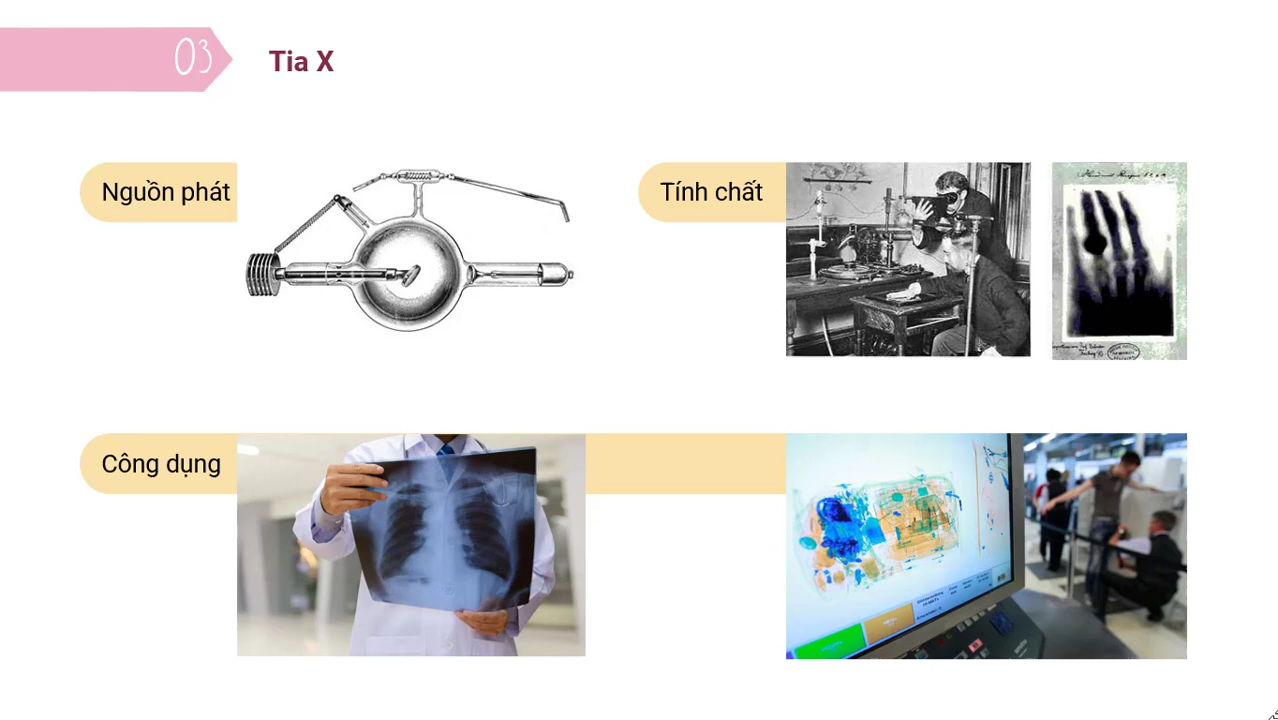 03
Tia X
Nguồn phát
Tính chất
Công dụng